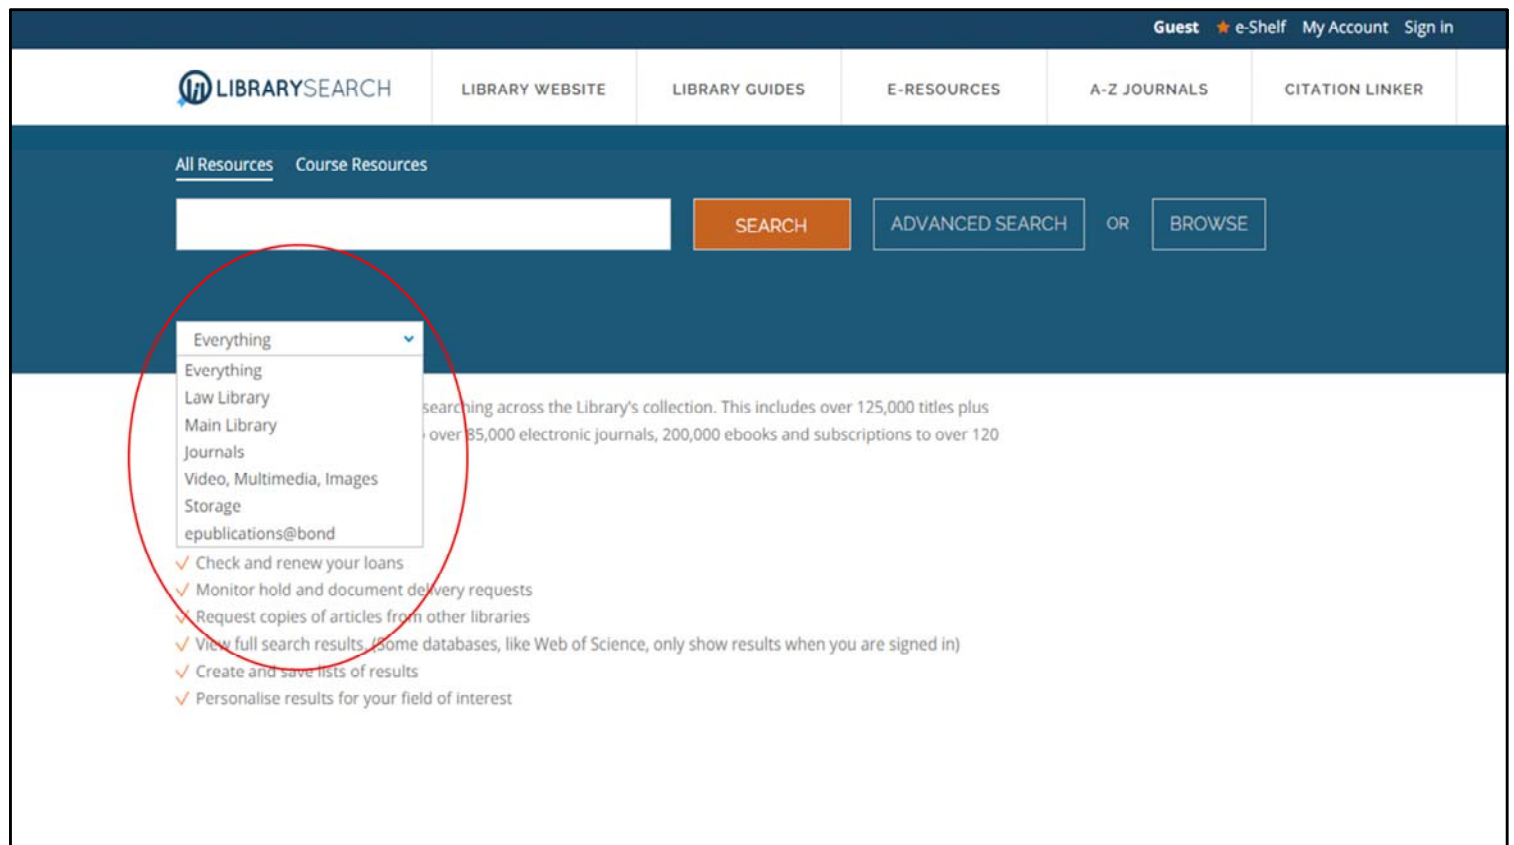 Guest e-Shelf My Account Sign in
LIBRARYSEARCH LIBRARY WEBSITE LIBRARY GUIDES E-RESOURCES A-Z JOURNALS CITATION LINKER
All Resources Course Resources
SEARCH ADVANCED SEARCH OR BROWSE
Everything
Everything
Law Library
searching across the Library's collection. This includes over 125,000 titles plus
Main Library
over 85,000 electronic journals, 200,000 ebooks and subscriptions to over 120
Journals
Video, Multimedia, Images
Storage
epublications@bond
Check and renew your loans
Monitor hold and document delivery requests
Request copies of articles from other libraries
View full search results. (Some databases, like Web of Science, only show results when you are signed in)
Create and save lists of results
Personalise results for your field of interest